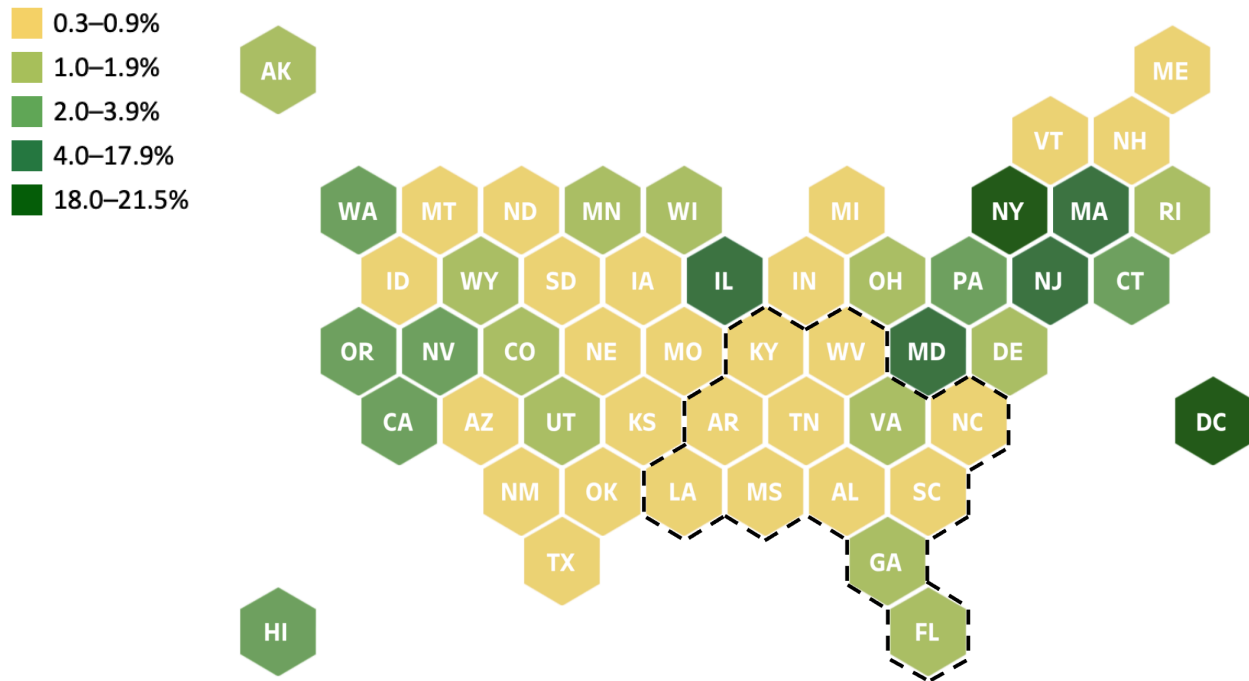 0.3–0.9%
1.0–1.9%
2.0–3.9%
4.0–17.9%
18.0–21.5%
AK
ME
VT NH
WA MT ND MN WI MI NY MA RI
ID WY SD IA IL IN OH PA NJ CT
OR NV CO NE MO KY WV MD DE
CA AZ UT KS AR TN VA NC DC
NM OK LA MS AL SC
TX GA
HI FL